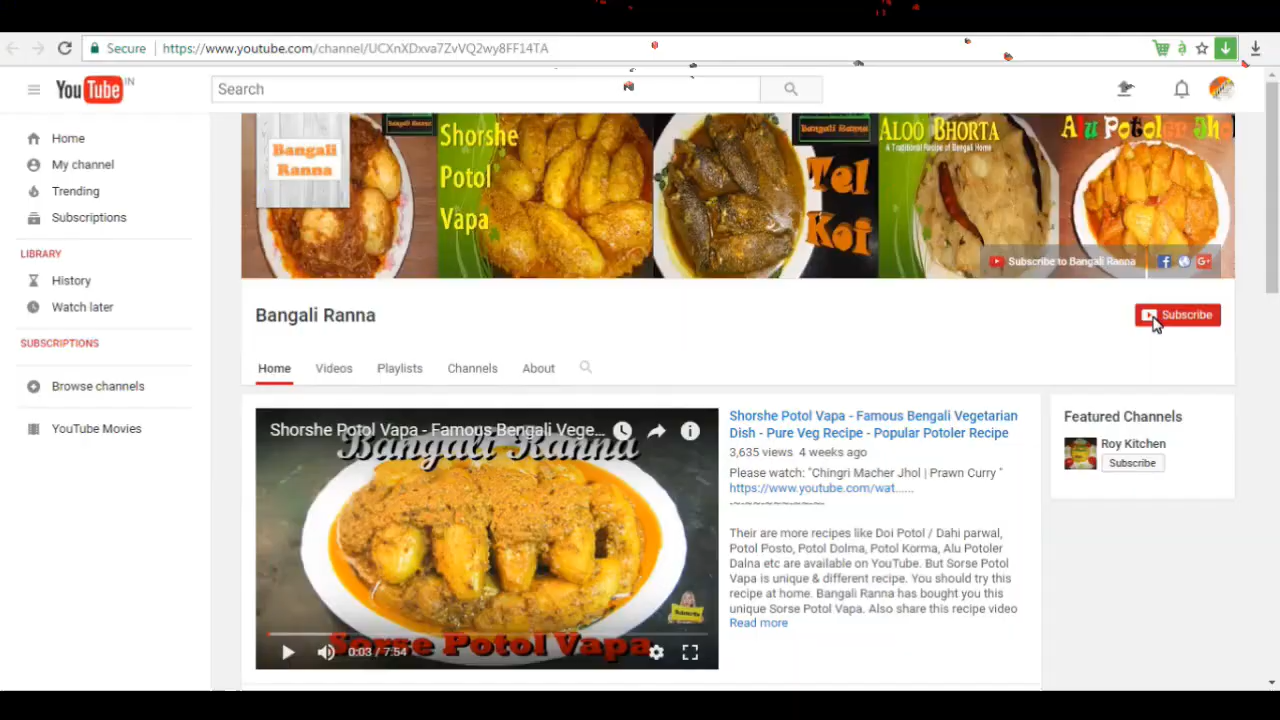 Secure
https://www.youtube.com/channel/UCXnXDxva7ZvVQ2wy8FF14TA
YouTube IN
Search
Home
My channel
Trending
Subscriptions
LIBRARY
History
Watch later
SUBSCRIPTIONS
Browse channels
YouTube Movies
Bangali
Ranna
Bangali Ranna
Shorshe
Potol
Vapa
Bangali Ranna
Tel
Koi
ALOO BHORTA
A Traditional Recipe of Bengali Home
Alu Potoler Jho
Subscribe to Bangali Ranna
Bangali Ranna
Subscribe
Home
Videos
Playlists
Channels
About
Shorshe Potol Vapa - Famous Bengali Vege...
Bangali Ranna
Subscribe
Sorse Potol Vapa
0:03 / 7:54
Shorshe Potol Vapa - Famous Bengali Vegetarian
Dish - Pure Veg Recipe - Popular Potoler Recipe
3,635 views 4 weeks ago
Please watch: "Chingri Macher Jhol | Prawn Curry "
https://www.youtube.com/wat......
~-~~-~~~-~~-~
Their are more recipes like Doi Potol / Dahi parwal,
Potol Posto, Potol Dolma, Potol Korma, Alu Potoler
Dalna etc are available on YouTube. But Sorse Potol
Vapa is unique & different recipe. You should try this
recipe at home. Bangali Ranna has bought you this
unique Sorse Potol Vapa. Also share this recipe video
Read more
Featured Channels
Roy Kitchen
Subscribe